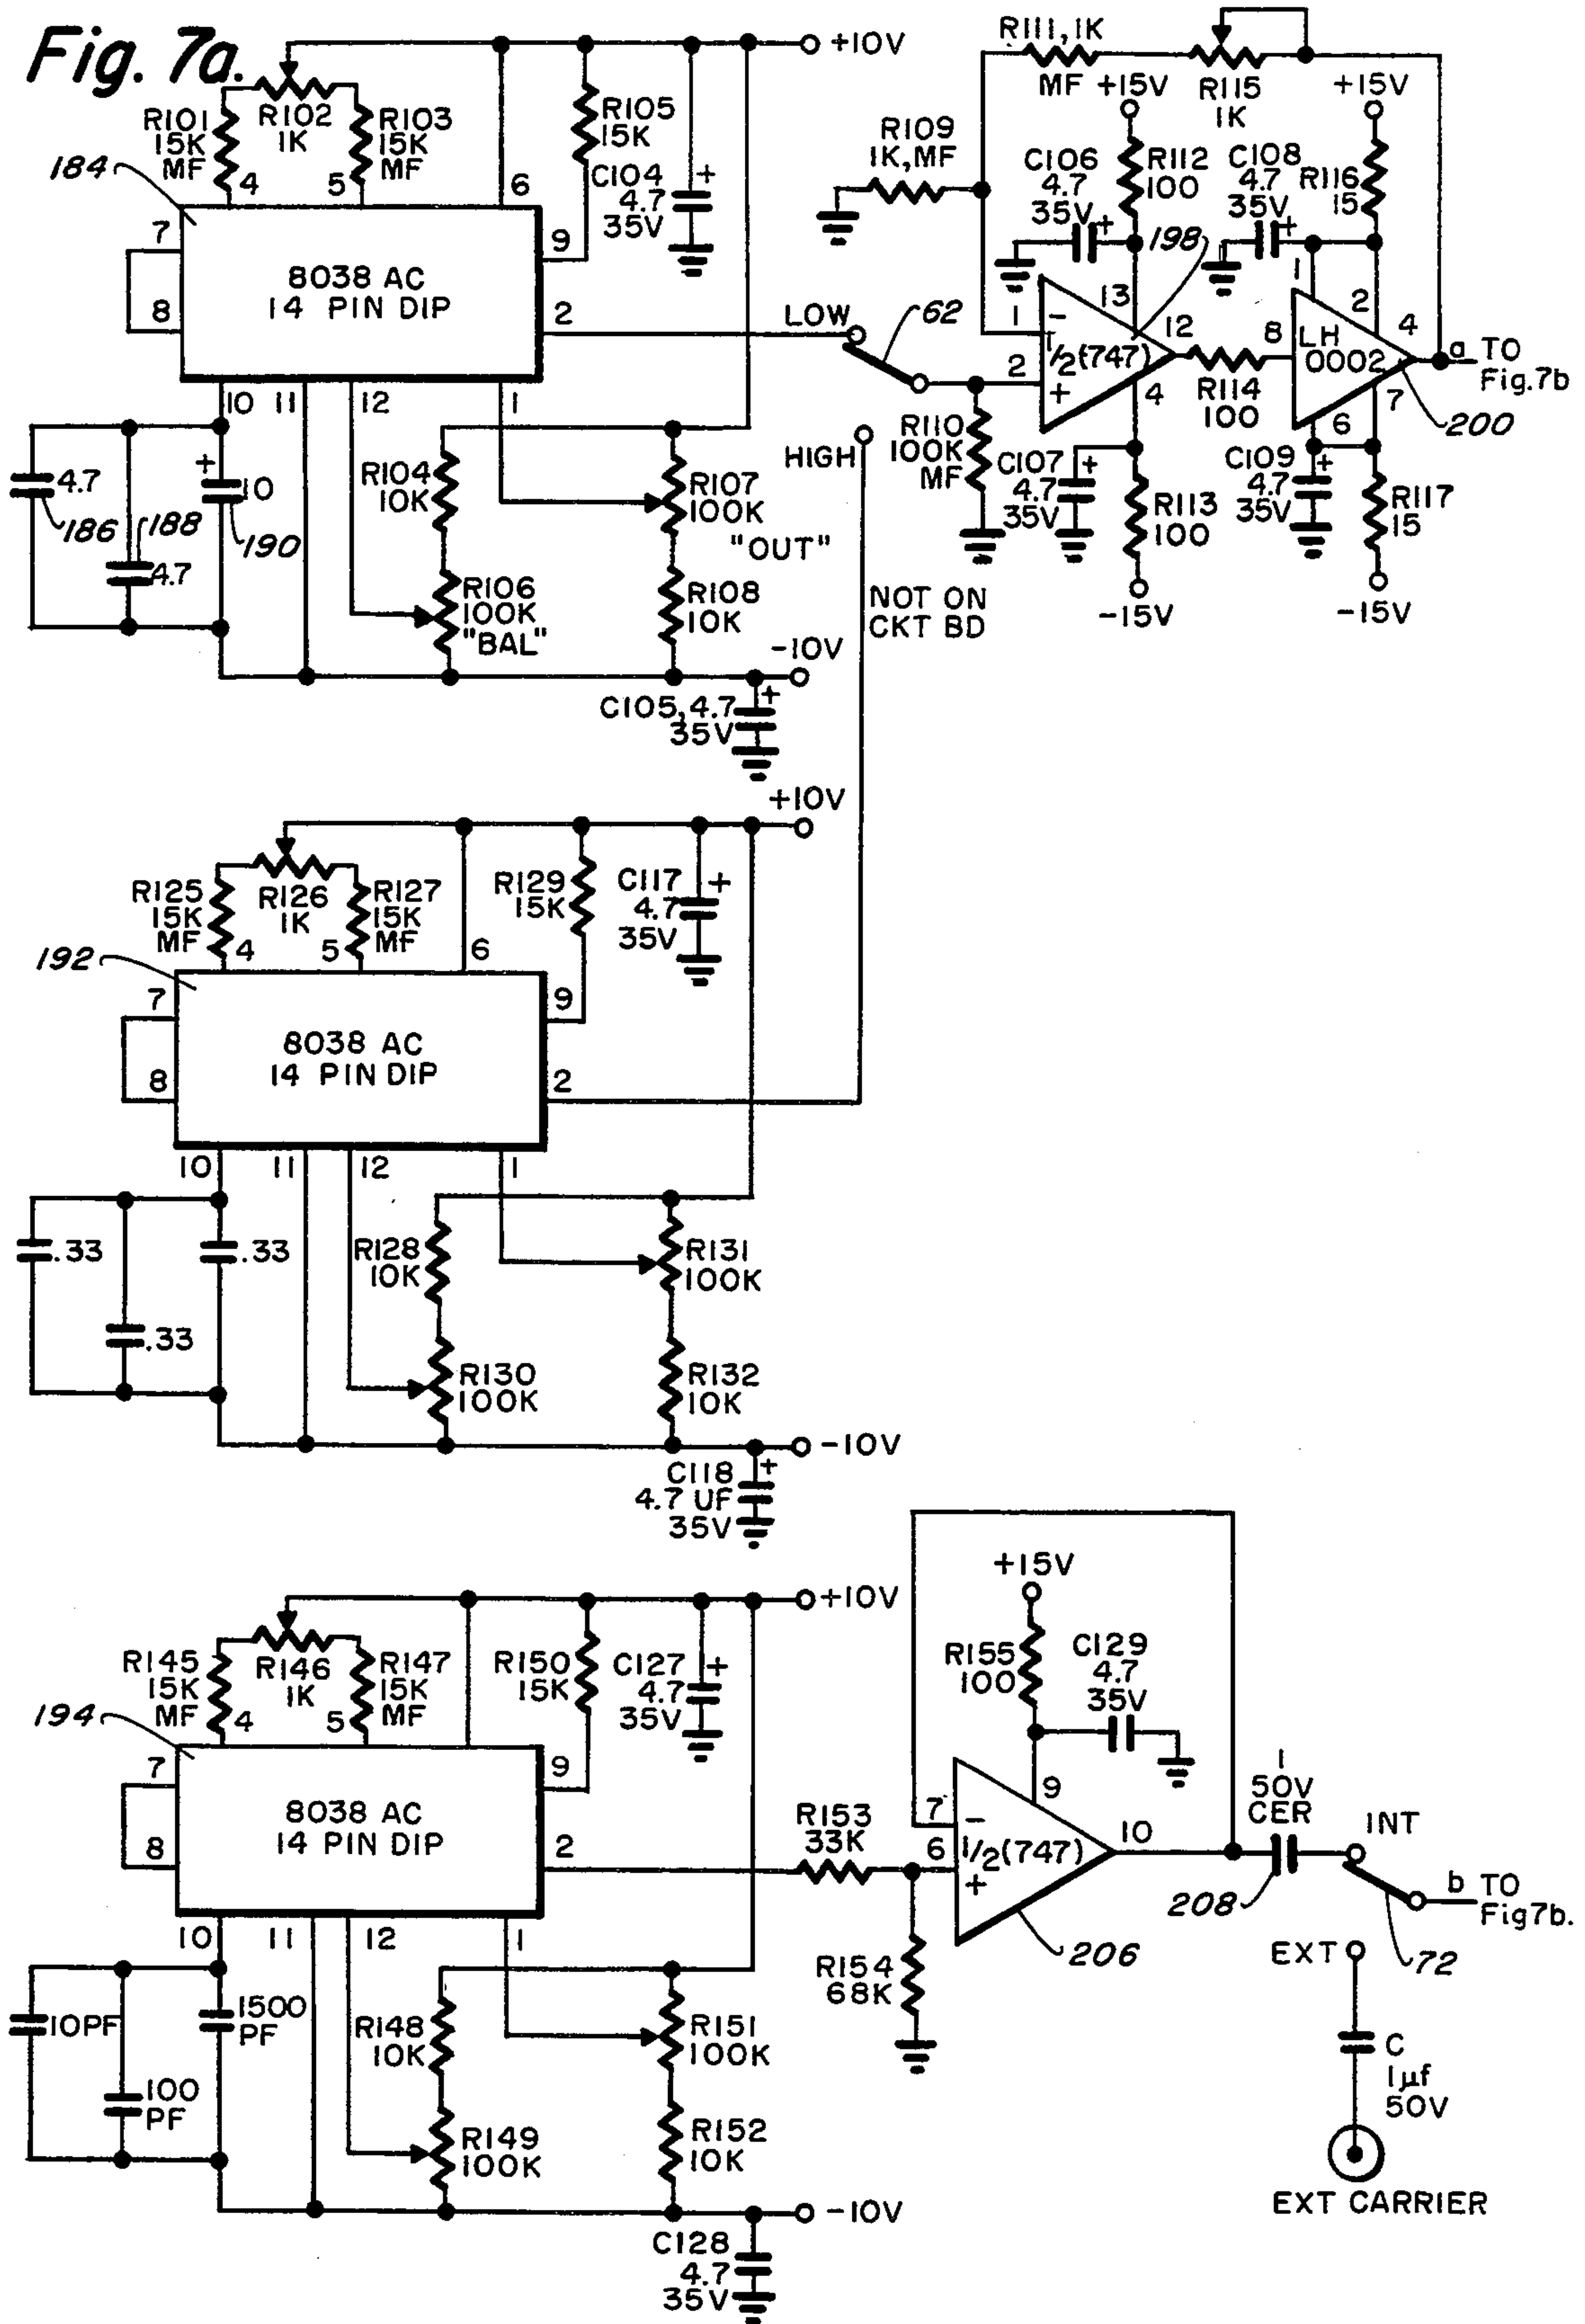 Fig. 7a.
+10V
R101
15K
MF
R102
1K
R103
15K
MF
R105
15K
C104
4.7
35V
+
184
4
5
6
7
8
9
2
8038 AC
14 PIN DIP
10
11
12
1
4.7
186
188
4.7
+
10
190
R104
10K
R106
100K
"BAL"
R107
100K
"OUT"
R108
10K
-10V
C105, 4.7
35V
+
R111, 1K
MF
R115
1K
+15V
+15V
R109
1K, MF
C106
4.7
35V
+
R112
100
C108
4.7
35V
+
R116
15
198
LOW
62
HIGH
1
-
2
+
1/2(747)
13
12
4
R114
100
8
LH
0002
1
2
4
6
7
a TO
Fig.7b
200
R110
100K
MF
C107
4.7
35V
+
R113
100
-15V
C109
4.7
35V
+
R117
15
-15V
NOT ON
CKT BD
+10V
R125
15K
MF
R126
1K
R127
15K
MF
R129
15K
C117
4.7
35V
+
192
4
5
6
7
8
9
2
8038 AC
14 PIN DIP
10
11
12
1
.33
.33
.33
R128
10K
R130
100K
R131
100K
R132
10K
-10V
C118
4.7 UF
35V
+
+10V
R145
15K
MF
R146
1K
R147
15K
MF
R150
15K
C127
4.7
35V
+
194
4
5
7
8
9
2
8038 AC
14 PIN DIP
10
11
12
1
10PF
100
PF
1500
PF
R148
10K
R149
100K
R151
100K
R152
10K
-10V
C128
4.7
35V
+15V
R155
100
C129
4.7
35V
R153
33K
R154
68K
7
-
6
+
1/2(747)
9
10
206
1
50V
CER
208
INT
b TO
Fig7b.
72
EXT
C
1µf
50V
EXT CARRIER